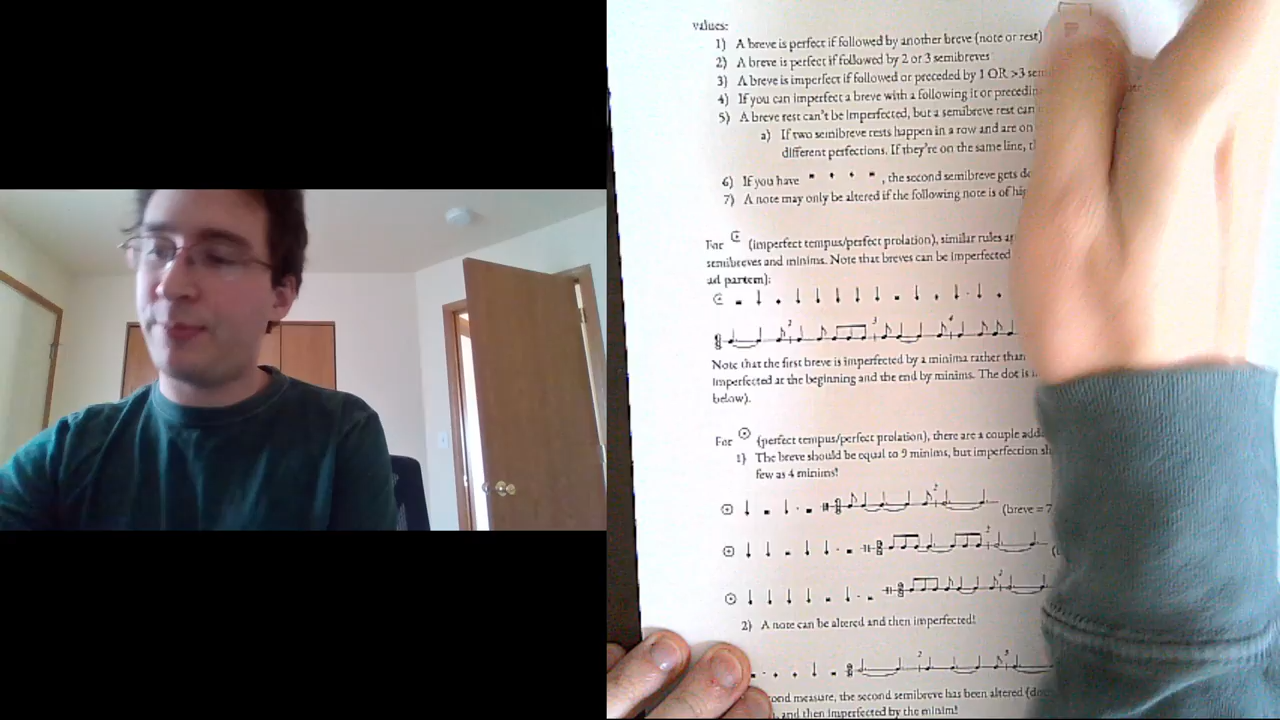 values:
1) A breve is perfect if followed by another breve (note or rest)
2) A breve is perfect if followed by 2 or 3 semibreves
3) A breve is imperfect if followed or preceded by 1 OR >3
4) If you can imperfect a breve with a following it or
5) A breve rest can't be imperfected, but a semibreve rest can
a) If two semibreve rests happen in a row and are on
different perfections. If they're on the same line,
6) If you have , the second semibreve gets
7) A note may only be altered if the following note is of
For (imperfect tempus/perfect prolation), similar rules
semibreves and minims. Note that breves can be imperfected
ad partem):
2 3 4
Note that the first breve is imperfected by a minima rather than
imperfected at the beginning and the end by minims. The dot is
below).
For (perfect tempus/perfect prolation), there are a couple
1) The breve should be equal to 9 minims, but imperfection
few as 4 minims!
2 (breve = 7
2
2
2) A note can be altered and then imperfected!
2 3
measure, the second semibreve has been altered
and then imperfected by the minim!